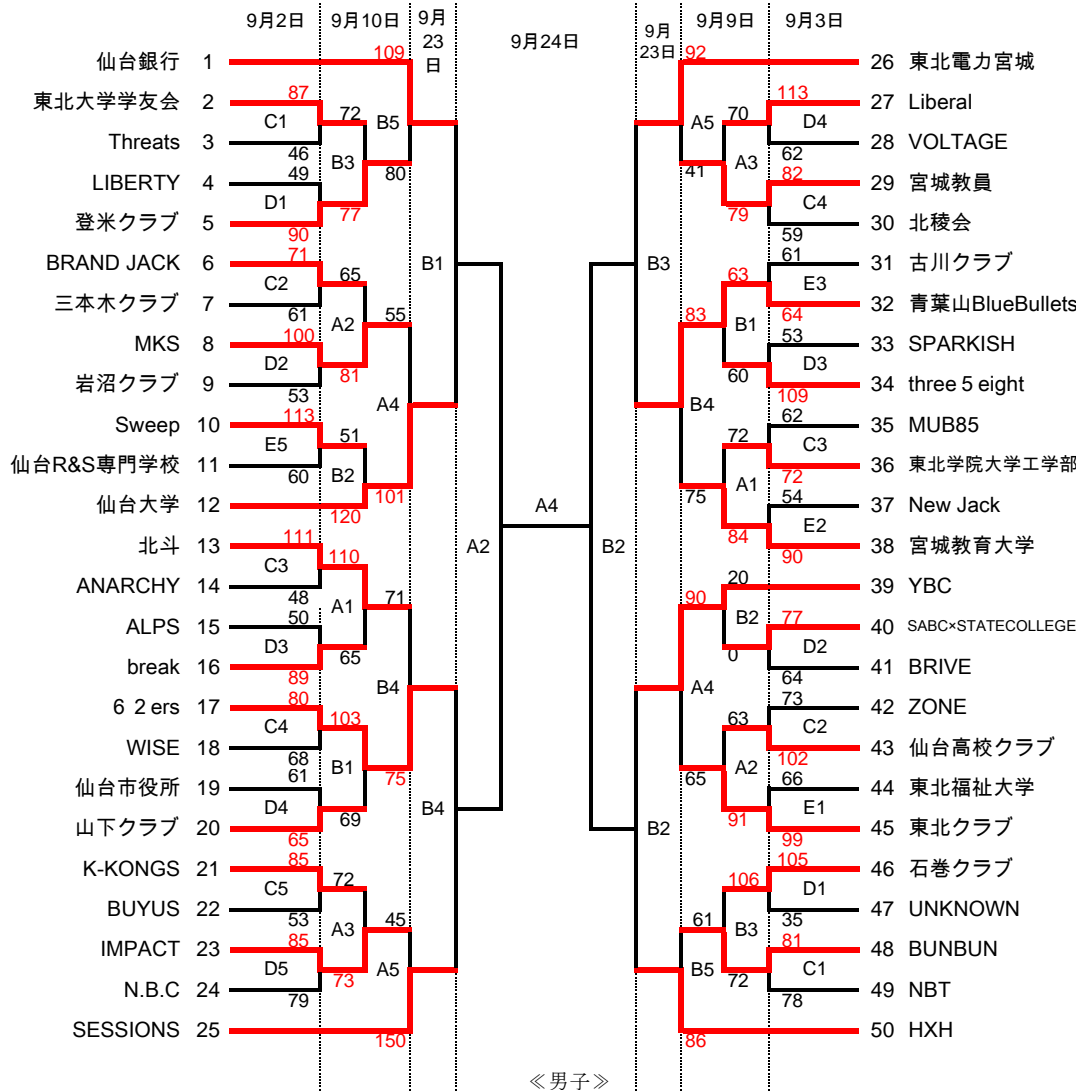 9月2日 9月10日 9月23日 9月24日 9月23日 9月9日 9月3日
仙台銀行 1 109 92 26 東北電力宮城
東北大学学友会 2 87 113 27 Liberal
72 70
C1 B5 A5 D4
Threats 3 46 62 28 VOLTAGE
B3 80 41 A3
LIBERTY 4 49 82 29 宮城教員
D1 C4
77 79
登米クラブ 5 90 59 30 北稜会
BRAND JACK 6 71 B1 B3 61 31 古川クラブ
65 63
C2 E3
三本木クラブ 7 61 64 32 青葉山BlueBullets
A2 55 83 B1
MKS 8 100 53 33 SPARKISH
D2 D3
81 60
岩沼クラブ 9 53 109 34 three 5 eight
A4 B4
Sweep 10 113 62 35 MUB85
51 72
E5 C3
仙台R&S専門学校 11 60 72 36 東北学院大学工学部
B2 A1
101 75
仙台大学 12 120 54 37 New Jack
A4
84 E2
北斗 13 111 A2 B2 90 38 宮城教育大学
110 20
C3
ANARCHY 14 48 39 YBC
A1 71 90 B2
ALPS 15 50 77 40 SABC×STATECOLLEGE
D3 D2
65 0
break 16 89 64 41 BRIVE
B4 A4
6 2 ers 17 80 73 42 ZONE
103 63
C4 C2
WISE 18 68 102 43 仙台高校クラブ
B1 75 65 A2
仙台市役所 19 61 66 44 東北福祉大学
D4 B4 B2 E1
69 91
山下クラブ 20 65 99 45 東北クラブ
K-KONGS 21 85 105 46 石巻クラブ
72 106
C5 D1
BUYUS 22 53 35 47 UNKNOWN
A3 45 61 B3
IMPACT 23 85 81 48 BUNBUN
D5 A5 B5 C1
73 72
N.B.C 24 79 78 49 NBT
SESSIONS 25 150 86 50 HXH
≪男子≫